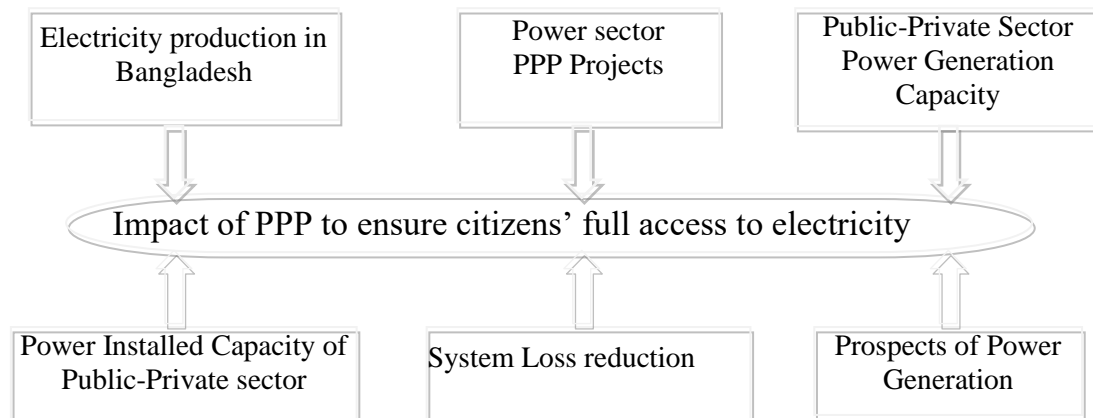 Electricity production in
Bangladesh
Power sector
PPP Projects
Public-Private Sector
Power Generation
Capacity
Impact of PPP to ensure citizens’ full access to electricity
Power Installed Capacity of
Public-Private sector
System Loss reduction
Prospects of Power
Generation